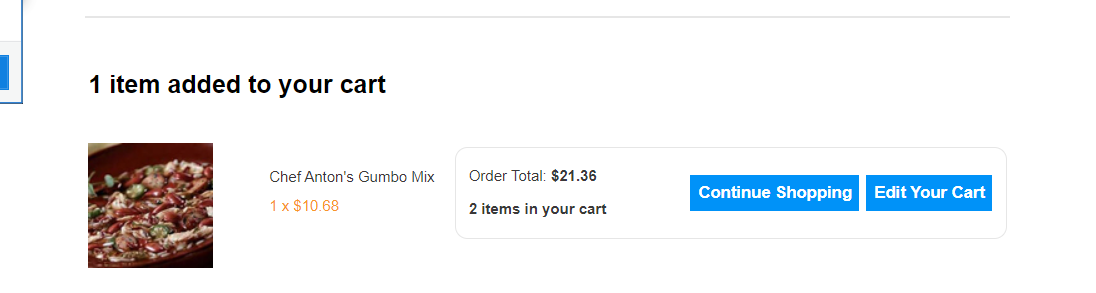 1 item added to your cart
Chef Anton's Gumbo Mix
1 x $10.68
Order Total: $21.36
2 items in your cart
Continue Shopping
Edit Your Cart